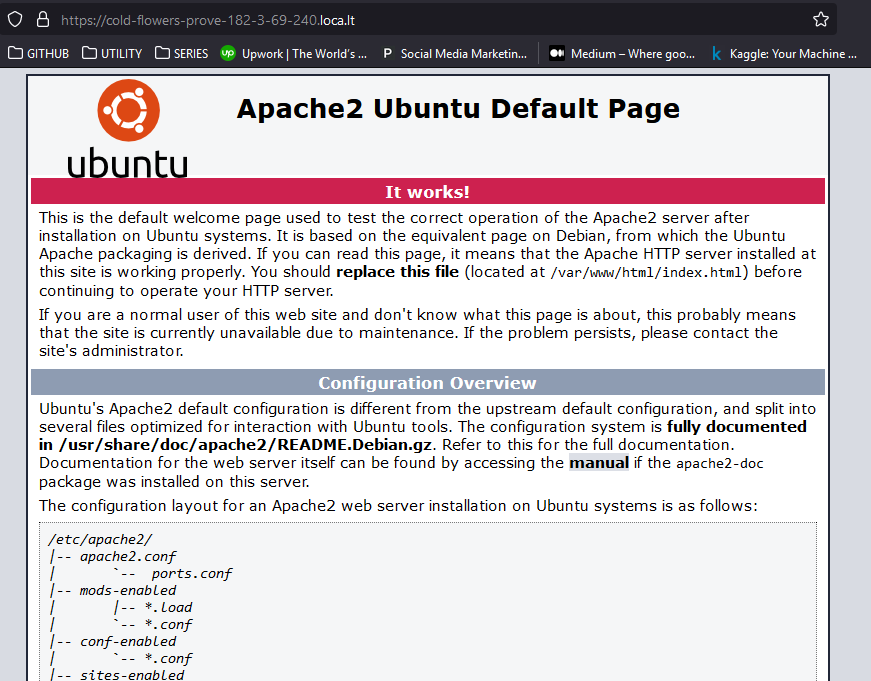 https://cold-flowers-prove-182-3-69-240.loca.lt
GITHUB UTILITY SERIES up Upwork | The World's ... P Social Media Marketin... Medium – Where goo... k Kaggle: Your Machine ...
Apache2 Ubuntu Default Page
ubuntu
It works!
This is the default welcome page used to test the correct operation of the Apache2 server after
installation on Ubuntu systems. It is based on the equivalent page on Debian, from which the Ubuntu
Apache packaging is derived. If you can read this page, it means that the Apache HTTP server installed at
this site is working properly. You should replace this file (located at /var/www/html/index.html) before
continuing to operate your HTTP server.
If you are a normal user of this web site and don't know what this page is about, this probably means
that the site is currently unavailable due to maintenance. If the problem persists, please contact the
site's administrator.
Configuration Overview
Ubuntu's Apache2 default configuration is different from the upstream default configuration, and split into
several files optimized for interaction with Ubuntu tools. The configuration system is fully documented
in /usr/share/doc/apache2/README.Debian.gz. Refer to this for the full documentation.
Documentation for the web server itself can be found by accessing the manual if the apache2-doc
package was installed on this server.
The configuration layout for an Apache2 web server installation on Ubuntu systems is as follows:
/etc/apache2/
|-- apache2.conf
|       `--  ports.conf
|-- mods-enabled
|       |-- *.load
|       `-- *.conf
|-- conf-enabled
|       `-- *.conf
|-- sites-enabled